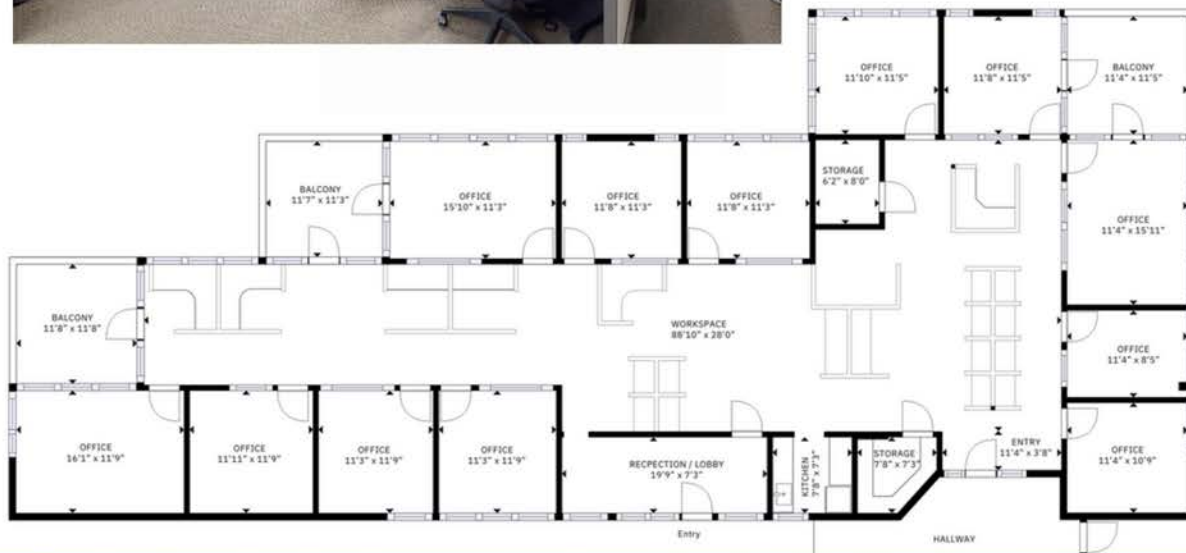 OFFICE
11'10" x 11'5"
OFFICE
11'8" x 11'5"
BALCONY
11'4" x 11'5"
BALCONY
11'7" x 11'3"
OFFICE
15'10" x 11'3"
OFFICE
11'8" x 11'3"
OFFICE
11'8" x 11'3"
STORAGE
6'2" x 8'0"
OFFICE
11'4" x 15'11"
BALCONY
11'8" x 11'8"
WORKSPACE
88'10" x 28'0"
OFFICE
11'4" x 8'5"
OFFICE
16'1" x 11'9"
OFFICE
11'11" x 11'9"
OFFICE
11'3" x 11'9"
OFFICE
11'3" x 11'9"
RECPECTION / LOBBY
19'9" x 7'3"
KITCHEN
7'8" x 7'3"
STORAGE
7'8" x 7'3"
ENTRY
11'4" x 3'8"
OFFICE
11'4" x 10'9"
Entry
HALLWAY